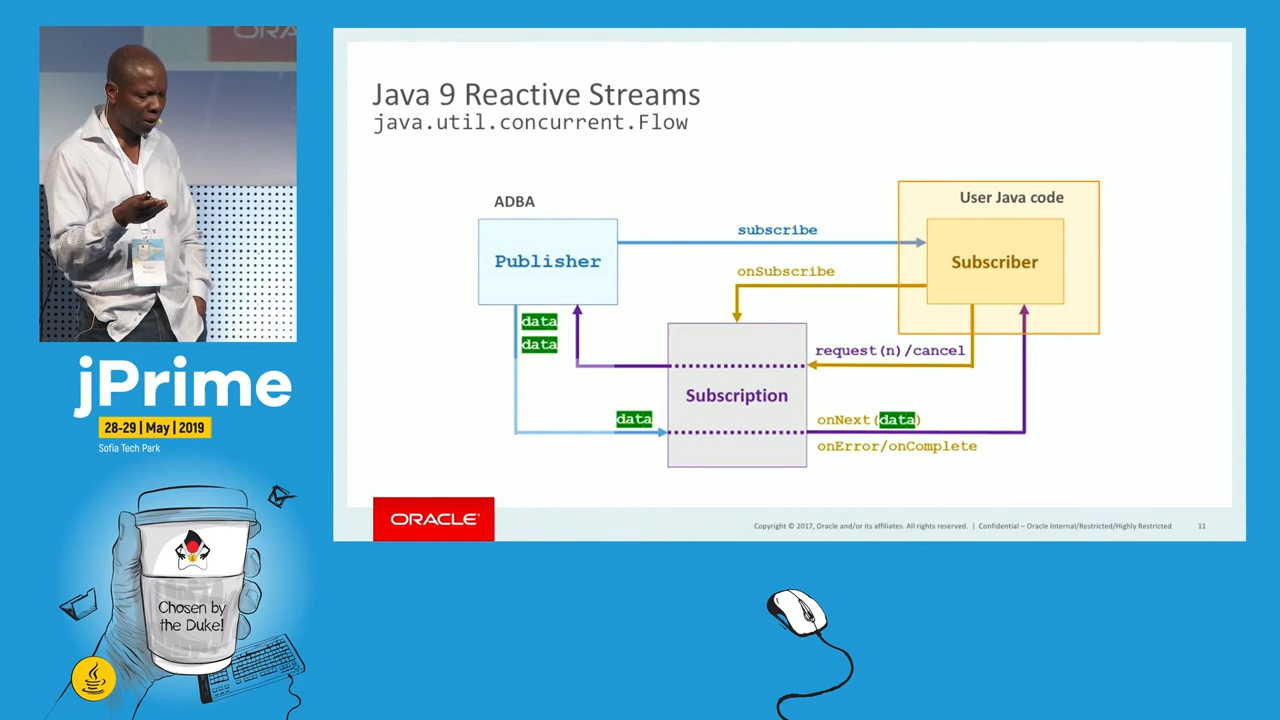 ORA
Java 9 Reactive Streams
java.util.concurrent.Flow
ADBA
User Java code
Publisher
subscribe
Subscriber
onSubscribe
data
data
request(n)/cancel
Subscription
data
onNext(data)
onError/onComplete
ORACLE
Copyright © 2017, Oracle and/or its affiliates. All rights reserved. | Confidential – Oracle Internal/Restricted/Highly Restricted
11
jPrime
28-29 | May | 2019
Sofia Tech Park
Chosen by
the Duke!